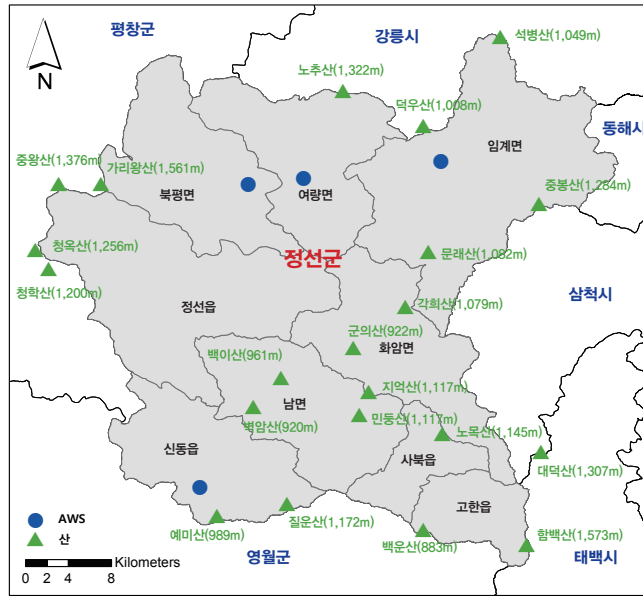 평창군
강릉시
석병산(1,049m)
노추산(1,322m)
덕우산(1,008m)
동해시
임계면
중왕산(1,376m)
가리왕산(1,561m)
북평면
여량면
중봉산(1,284m)
청옥산(1,256m)
정선군
문래산(1,082m)
청학산(1,200m)
삼척시
정선읍
각희산(1,079m)
군의산(922m)
화암면
백이산(961m)
지억산(1,117m)
남면
벽암산(920m)
민둥산(1,117m)
노목산(1,145m)
신동읍
사북읍
대덕산(1,307m)
고한읍
질운산(1,172m)
예미산(989m)
백운산(883m)
함백산(1,573m)
영월군
태백시
N
AWS
산
Kilometers
0 2 4 8